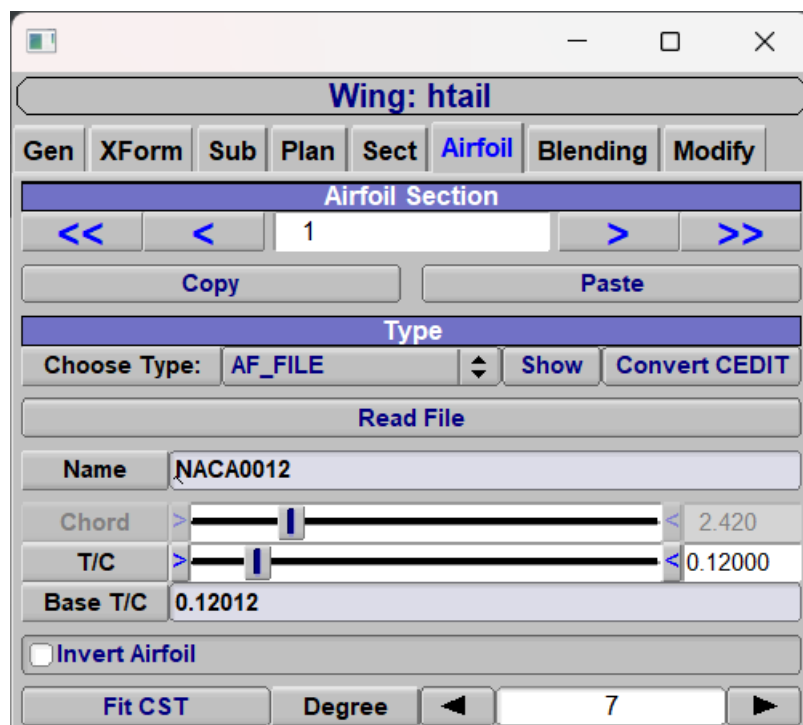 Wing: htail
Gen XForm Sub Plan Sect Airfoil Blending Modify
Airfoil Section
<< < 1 > >>
Copy Paste
Type
Choose Type: AF_FILE Show Convert CEDIT
Read File
Name NACA0012
Chord > < 2.420
T/C > < 0.12000
Base T/C 0.12012
Invert Airfoil
Fit CST Degree 7